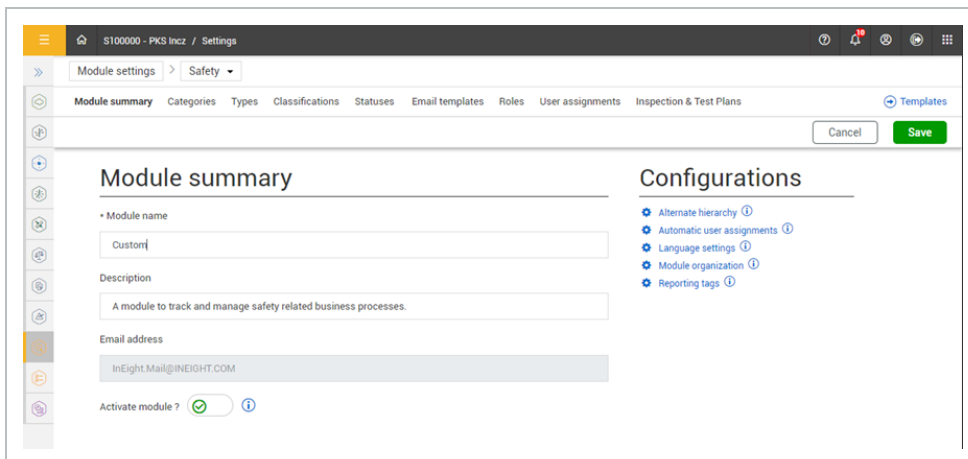 S100000 - PKS Incz / Settings
10
Module settings > Safety
Module summary Categories Types Classifications Statuses Email templates Roles User assignments Inspection & Test Plans Templates
Cancel Save
Module summary
Configurations
* Module name
Custom
Description
A module to track and manage safety related business processes.
Email address
InEight.Mail@INEIGHT.COM
Activate module ?
Alternate hierarchy
Automatic user assignments
Language settings
Module organization
Reporting tags